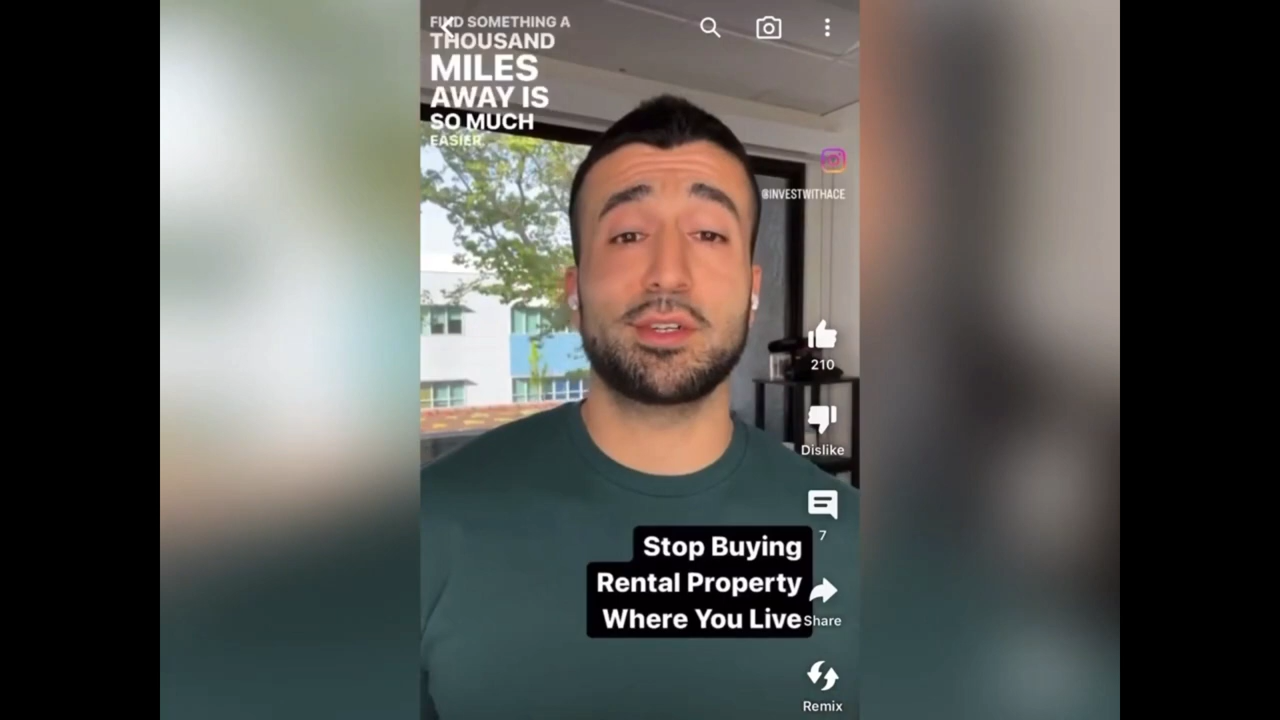 FIND SOMETHING A
THOUSAND
MILES
AWAY IS
SO MUCH
EASIER
@INVESTWITHACE
210
Dislike
7
Stop Buying
Rental Property
Where You Live
Share
Remix